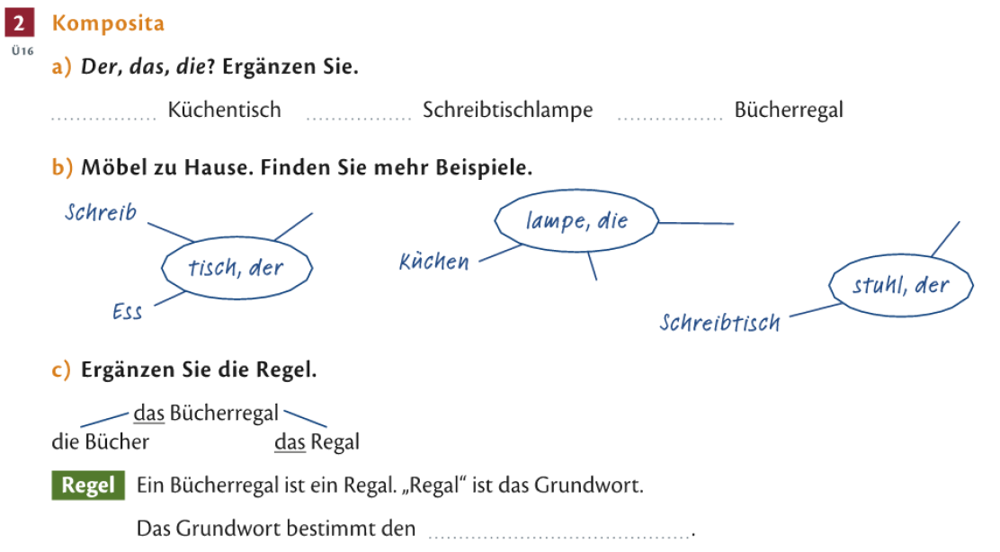 2 Komposita
Ü16
a) Der, das, die? Ergänzen Sie.
Küchentisch Schreibtischlampe Bücherregal
b) Möbel zu Hause. Finden Sie mehr Beispiele.
Schreib
tisch, der
Ess
lampe, die
Küchen
stuhl, der
Schreibtisch
c) Ergänzen Sie die Regel.
das Bücherregal
die Bücher das Regal
Regel Ein Bücherregal ist ein Regal. „Regal“ ist das Grundwort.
Das Grundwort bestimmt den .